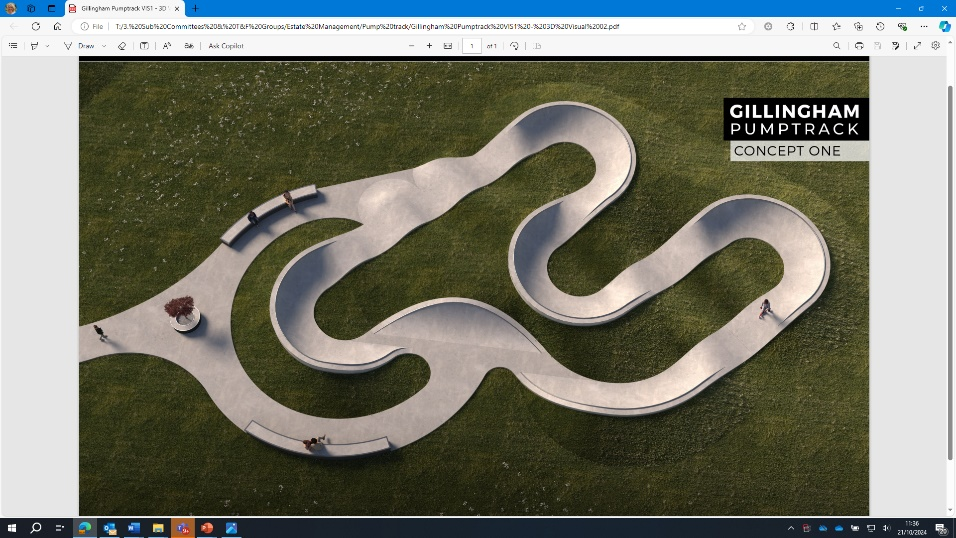 Gillingham Pumptrack VIS1 - 3D
File
T:/3.%20Sub%20Committees%20&%20T&F%20Groups/Estate%20Management/Pump%20track/Gillingham%20Pumptrack%20VIS1%20-%203D%20Visual%2002.pdf
Draw
Ask Copilot
1 of 1
GILLINGHAM
PUMPTRACK
CONCEPT ONE
11:36
21/10/2024